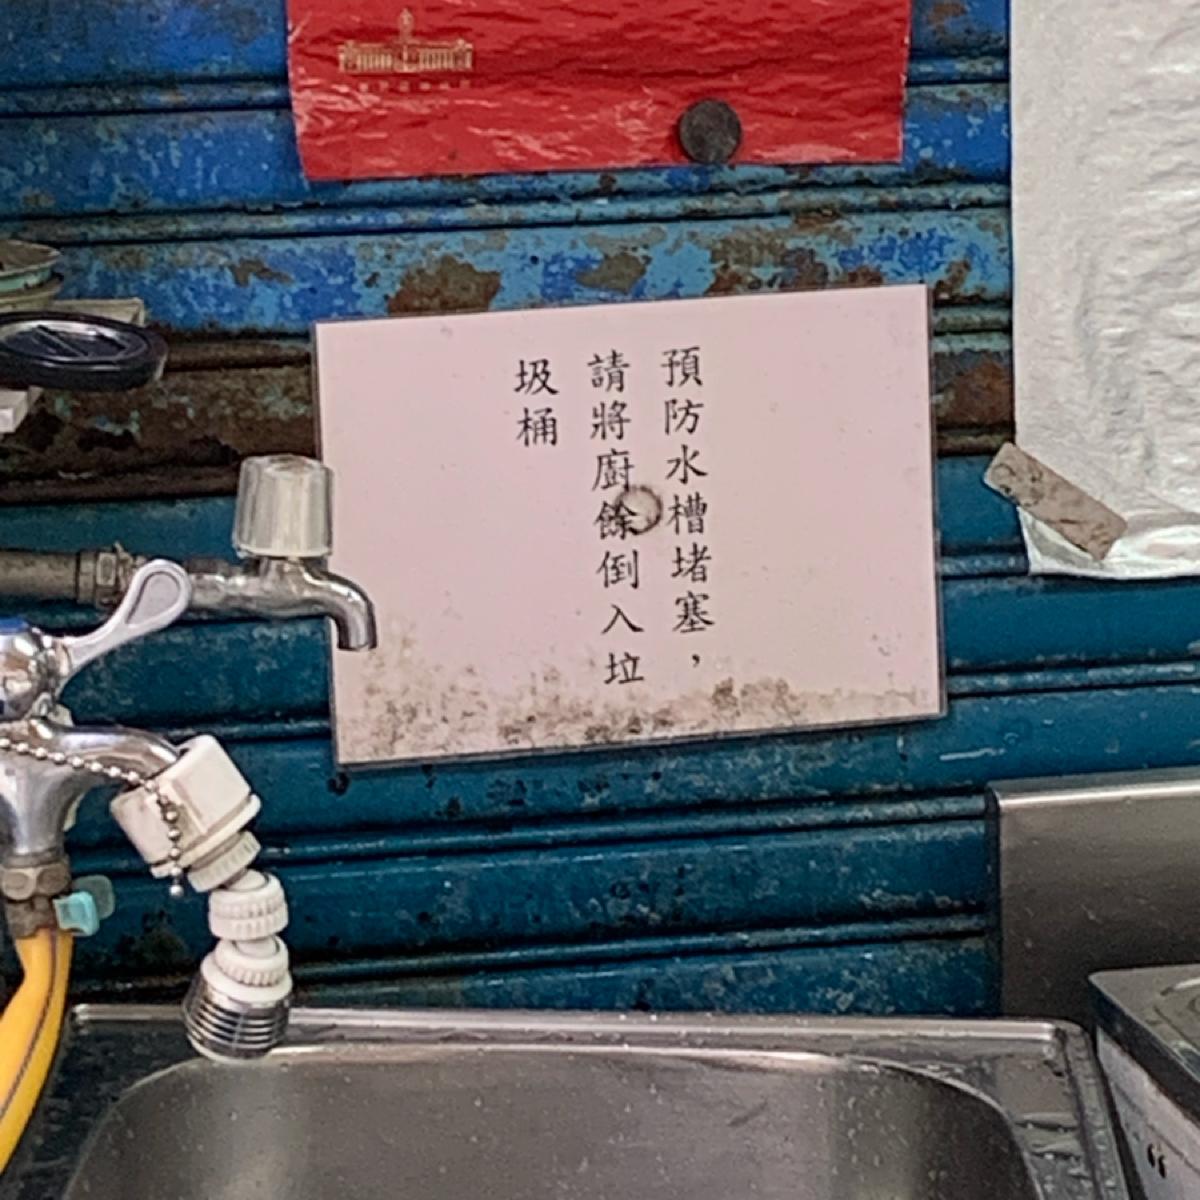 預防水槽堵塞，
請將廚餘倒入垃
圾桶